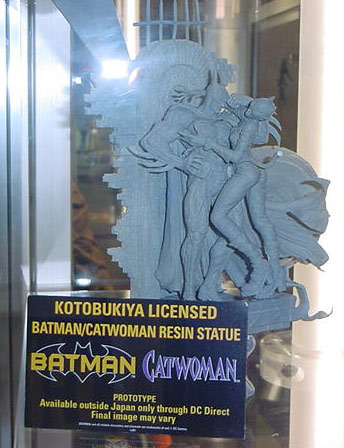 KOTOBUKIYA LICENSED
BATMAN/CATWOMAN RESIN STATUE
BATMAN CATWOMAN
PROTOTYPE
Available outside Japan only through DC Direct
Final image may vary